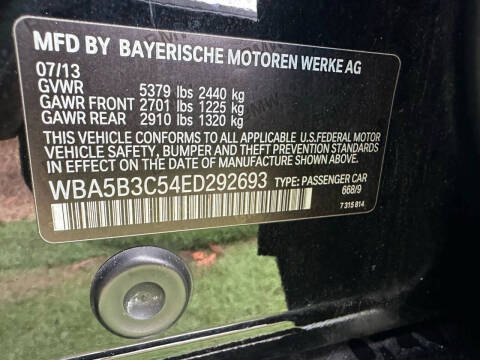 MFD BY BAYERISCHE MOTOREN WERKE AG
07/13
GVWR 5379 lbs 2440 kg
GAWR FRONT 2701 lbs 1225 kg
GAWR REAR 2910 lbs 1320 kg
THIS VEHICLE CONFORMS TO ALL APPLICABLE U.S.FEDERAL MOTOR
VEHICLE SAFETY, BUMPER AND THEFT PREVENTION STANDARDS
IN EFFECT ON THE DATE OF MANUFACTURE SHOWN ABOVE.
WBA5B3C54ED292693 TYPE: PASSENGER CAR
668/9
7 315 814